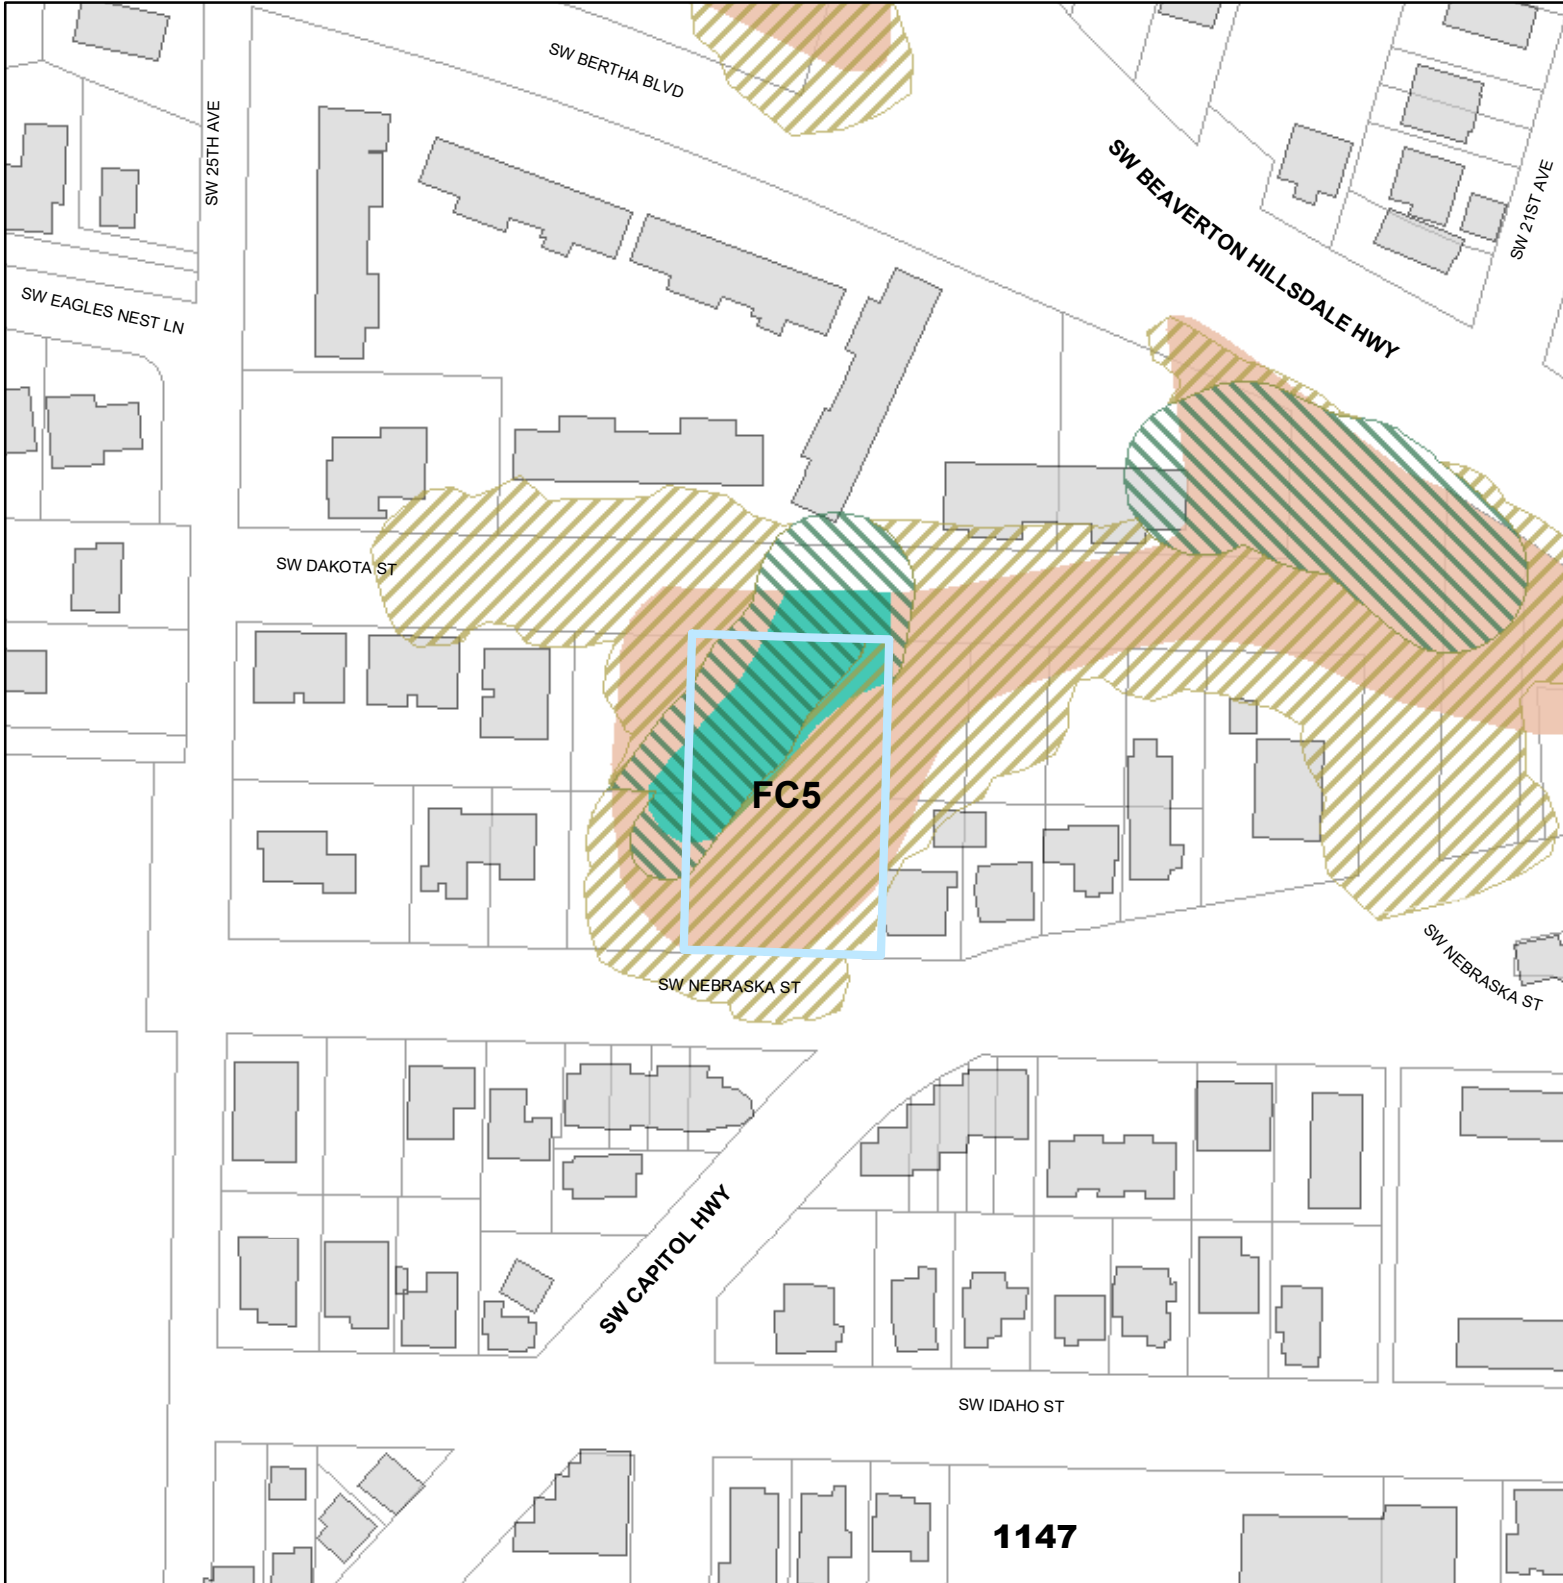 SW BERTHA BLVD
SW 25TH AVE
SW BEAVERTON HILLSDALE HWY
SW 21ST AVE
SW EAGLES NEST LN
SW DAKOTA ST
FC5
SW NEBRASKA ST
SW NEBRASKA ST
SW CAPITOL HWY
SW IDAHO ST
1147